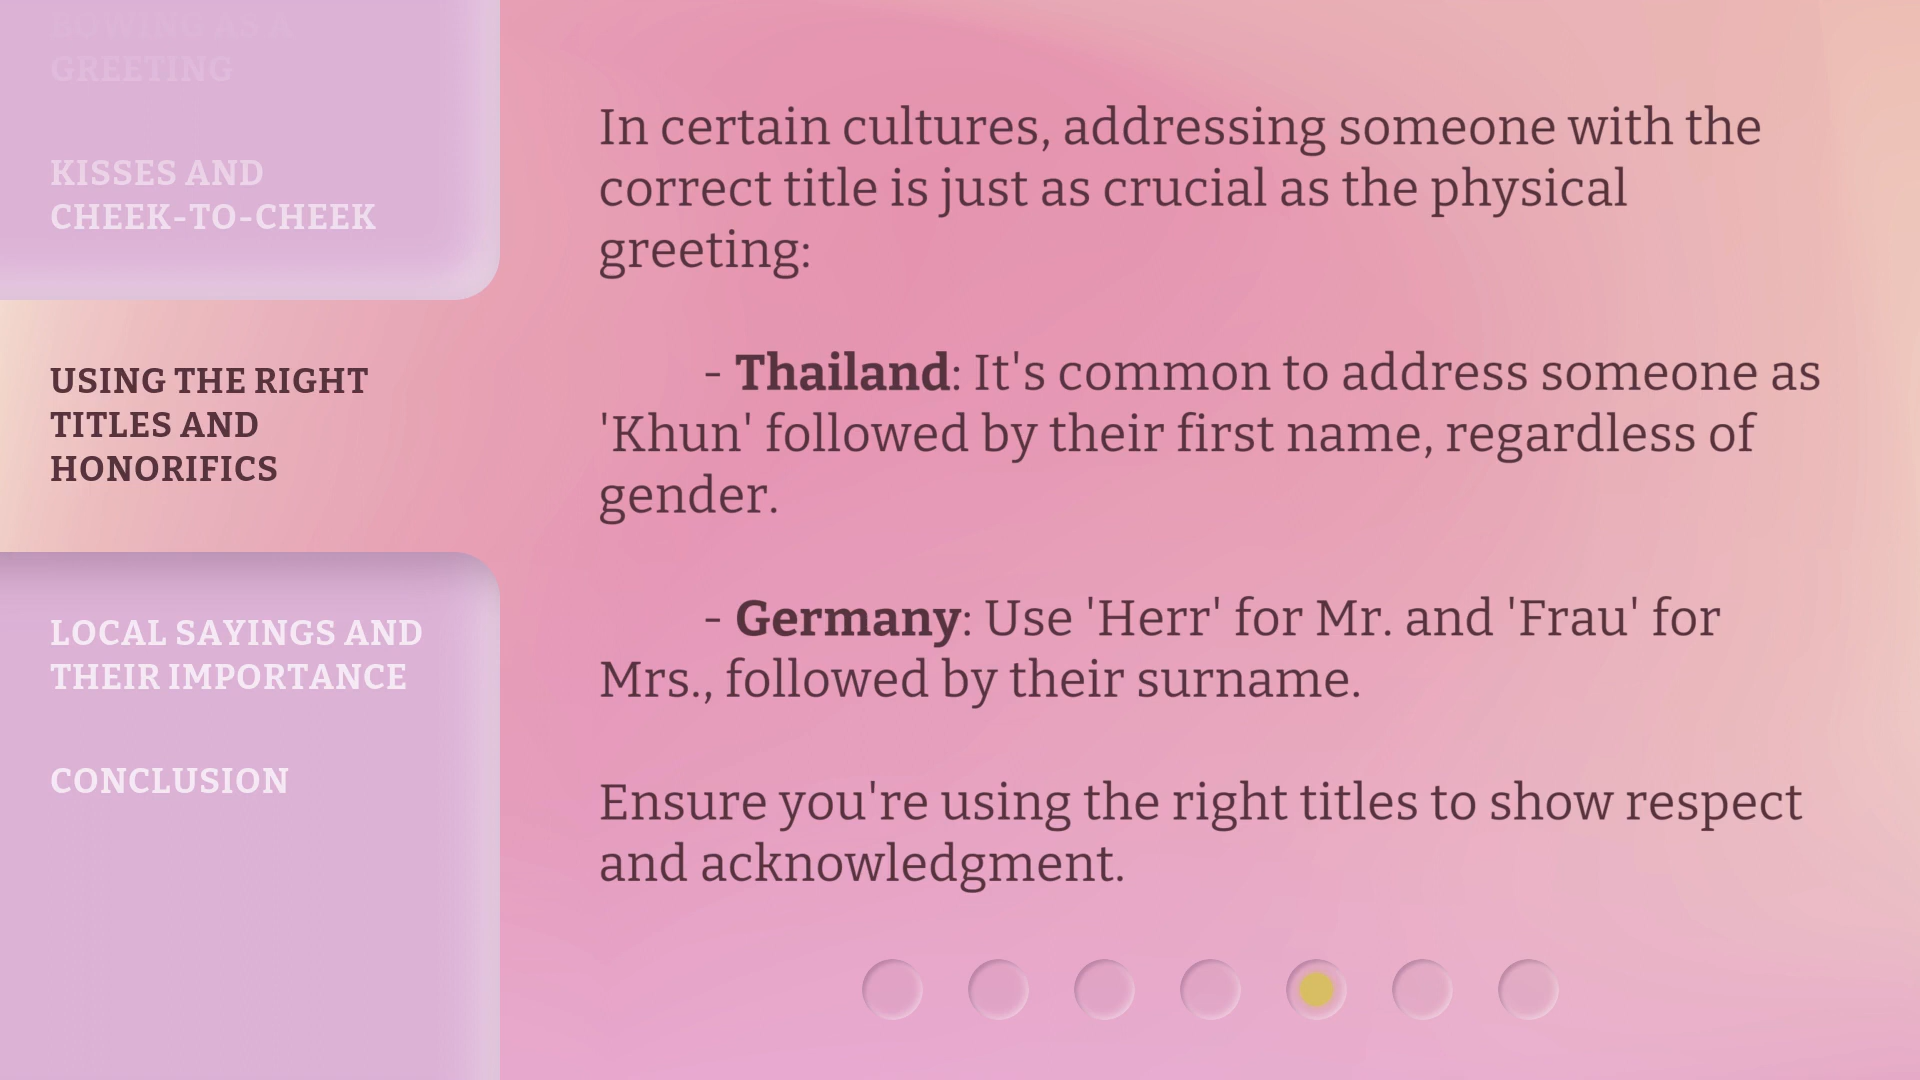 BOWING AS A
GREETING
KISSES AND
CHEEK-TO-CHEEK
USING THE RIGHT
TITLES AND
HONORIFICS
LOCAL SAYINGS AND
THEIR IMPORTANCE
CONCLUSION
In certain cultures, addressing someone with the
correct title is just as crucial as the physical
greeting:
- Thailand: It's common to address someone as
'Khun' followed by their first name, regardless of
gender.
- Germany: Use 'Herr' for Mr. and 'Frau' for
Mrs., followed by their surname.
Ensure you're using the right titles to show respect
and acknowledgment.